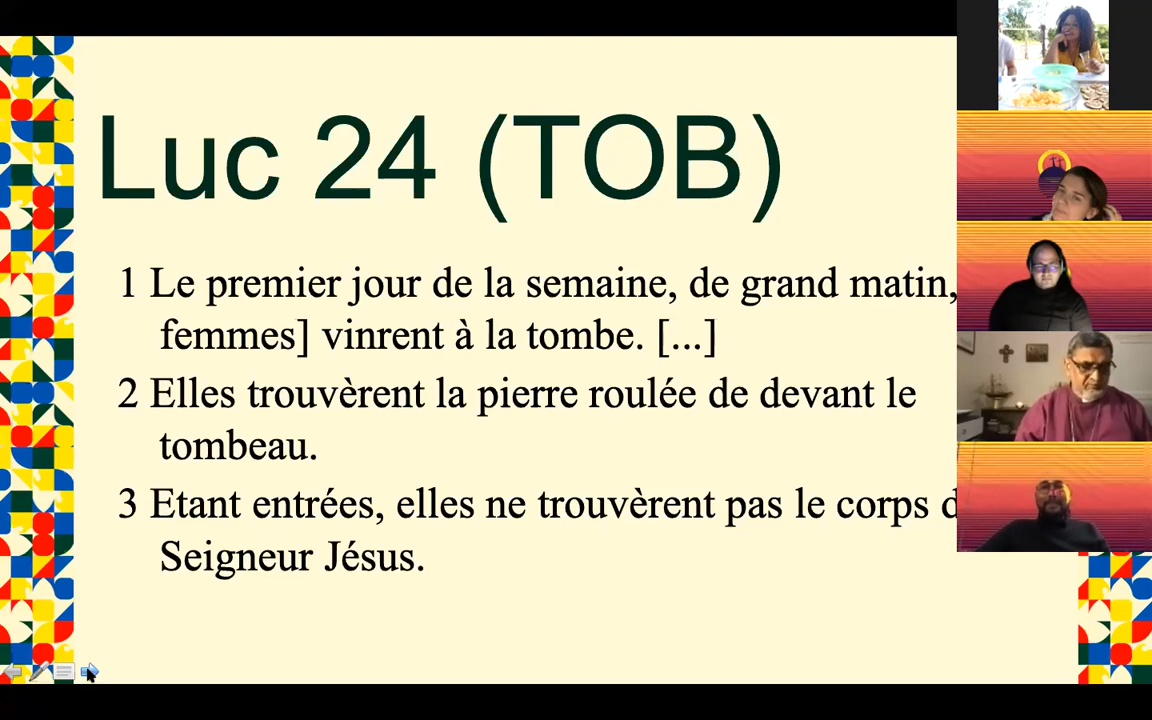 Luc 24 (TOB)
1 Le premier jour de la semaine, de grand matin,
femmes] vinrent à la tombe. [...]
2 Elles trouvèrent la pierre roulée de devant le
tombeau.
3 Etant entrées, elles ne trouvèrent pas le corps
Seigneur Jésus.